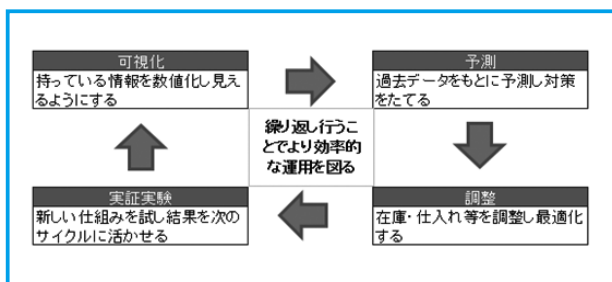 可視化
持っている情報を数値化し見え
るようにする
予測
過去データをもとに予測し対策
をたてる
繰り返し行うこ
とでより効率的
な運用を図る
実証実験
新しい仕組みを試し結果を次の
サイクルに活かせる
調整
在庫・仕入れ等を調整し最適化
する